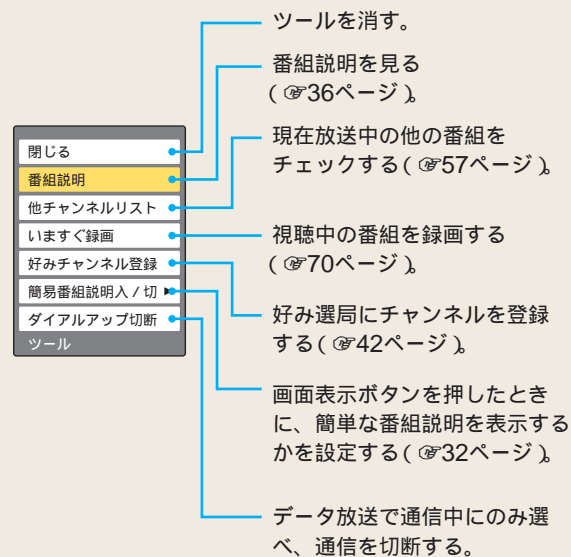 ツールを消す。
番組説明を見る
(☞36ページ)。
現在放送中の他の番組を
チェックする(☞57ページ)。
視聴中の番組を録画する
(☞70ページ)。
好み選局にチャンネルを登録
する(☞42ページ)。
画面表示ボタンを押したとき
に、簡単な番組説明を表示する
かを設定する(☞32ページ)。
データ放送で通信中にのみ選
べ、通信を切断する。
閉じる
番組説明
他チャンネルリスト
いますぐ録画
好みチャンネル登録
簡易番組説明入/切
ダイアルアップ切断
ツール